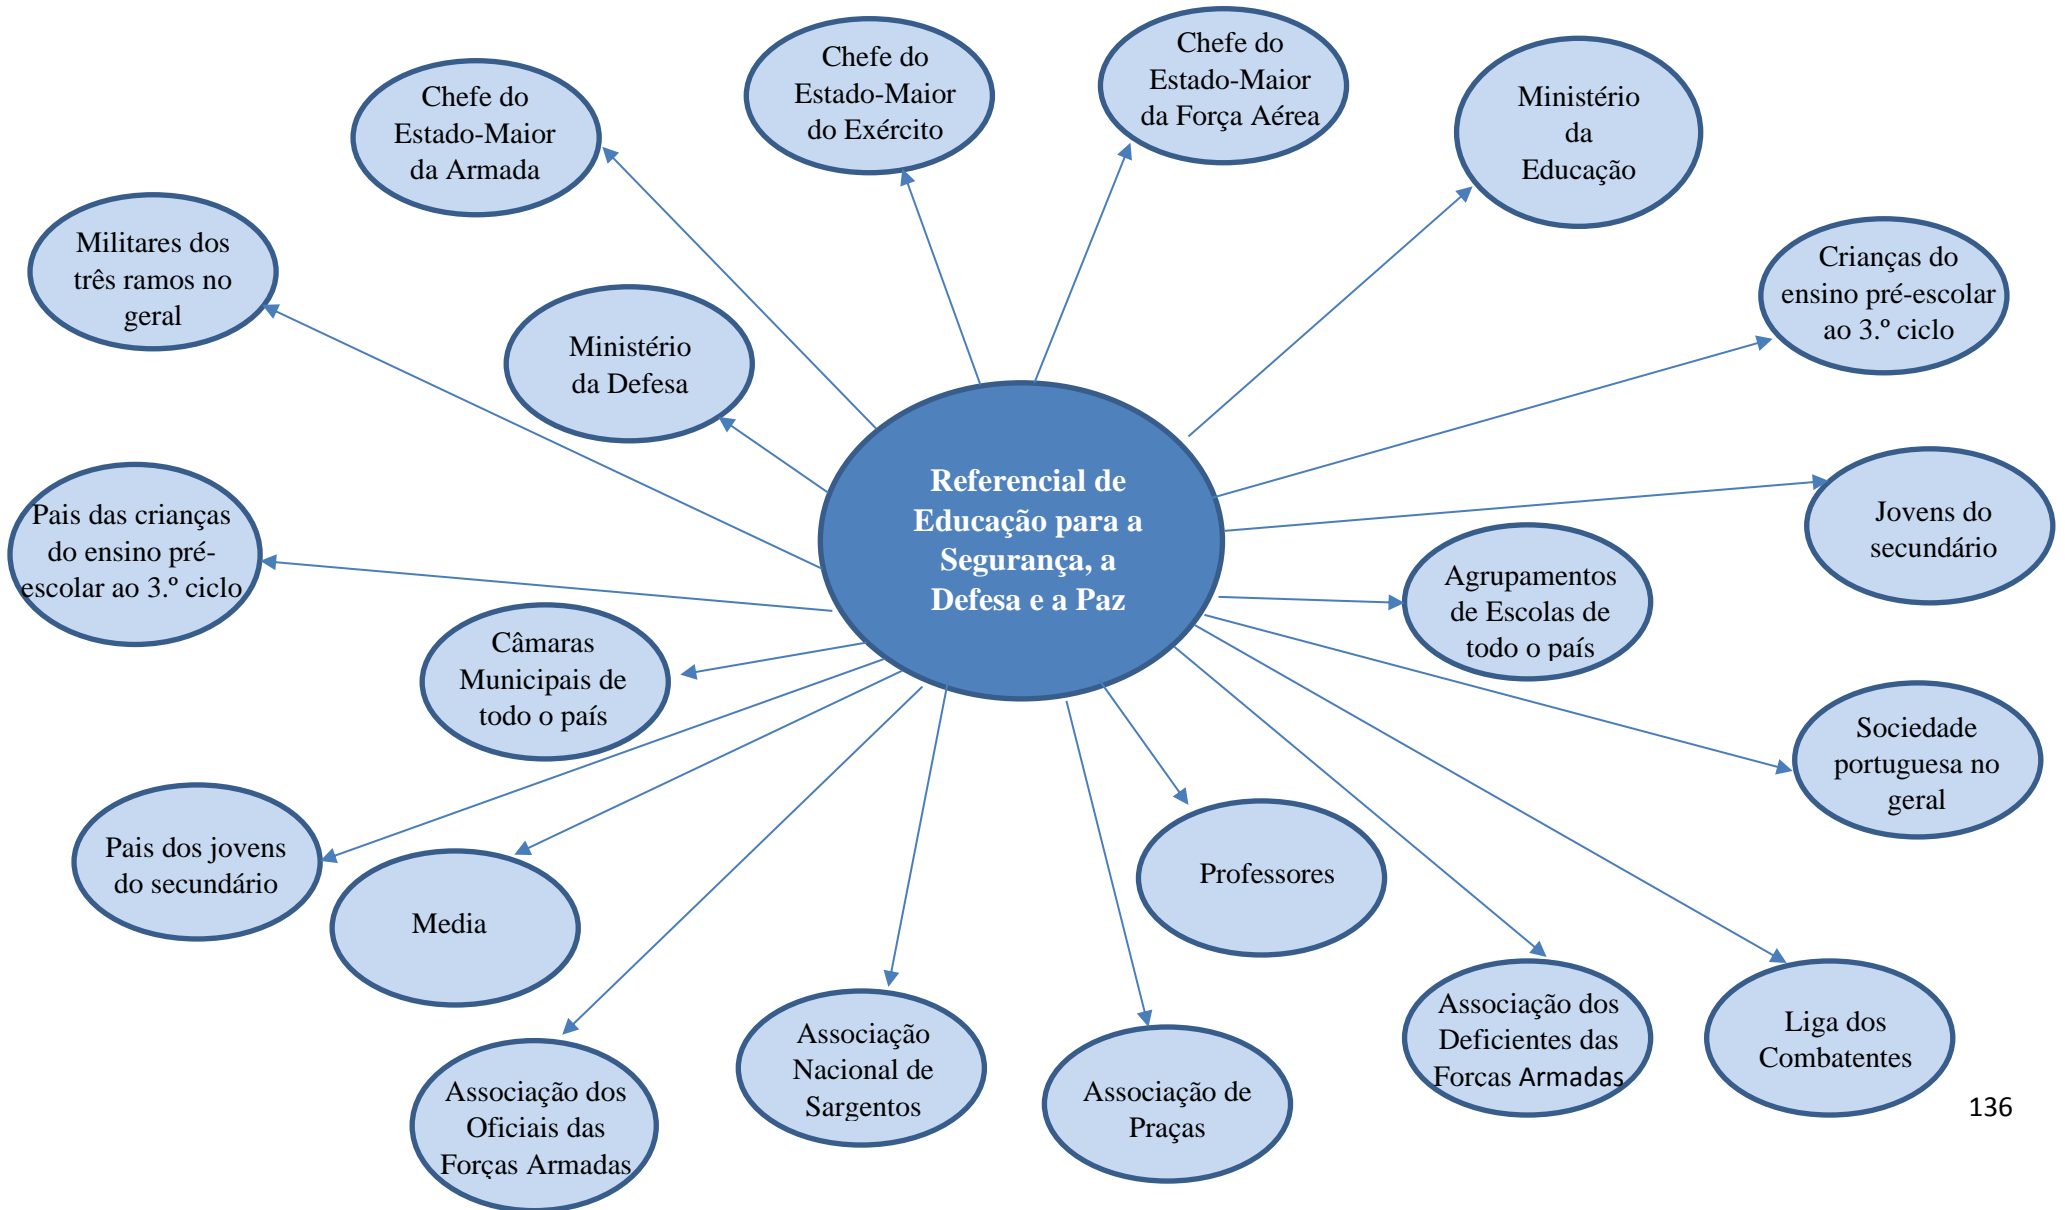 Chefe do
Estado-Maior
da Armada
Chefe do
Estado-Maior
do Exército
Chefe do
Estado-Maior
da Força Aérea
Ministério
da
Educação
Militares dos
três ramos no
geral
Ministério
da Defesa
Crianças do
ensino pré-escolar
ao 3.º ciclo
Pais das crianças
do ensino pré-
escolar ao 3.º ciclo
Referencial de
Educação para a
Segurança, a
Defesa e a Paz
Jovens do
secundário
Agrupamentos
de Escolas de
todo o país
Câmaras
Municipais de
todo o país
Sociedade
portuguesa no
geral
Pais dos jovens
do secundário
Media
Professores
Associação dos
Oficiais das
Forças Armadas
Associação
Nacional de
Sargentos
Associação de
Praças
Associação dos
Deficientes das
Forcas Armadas
Liga dos
Combatentes
136